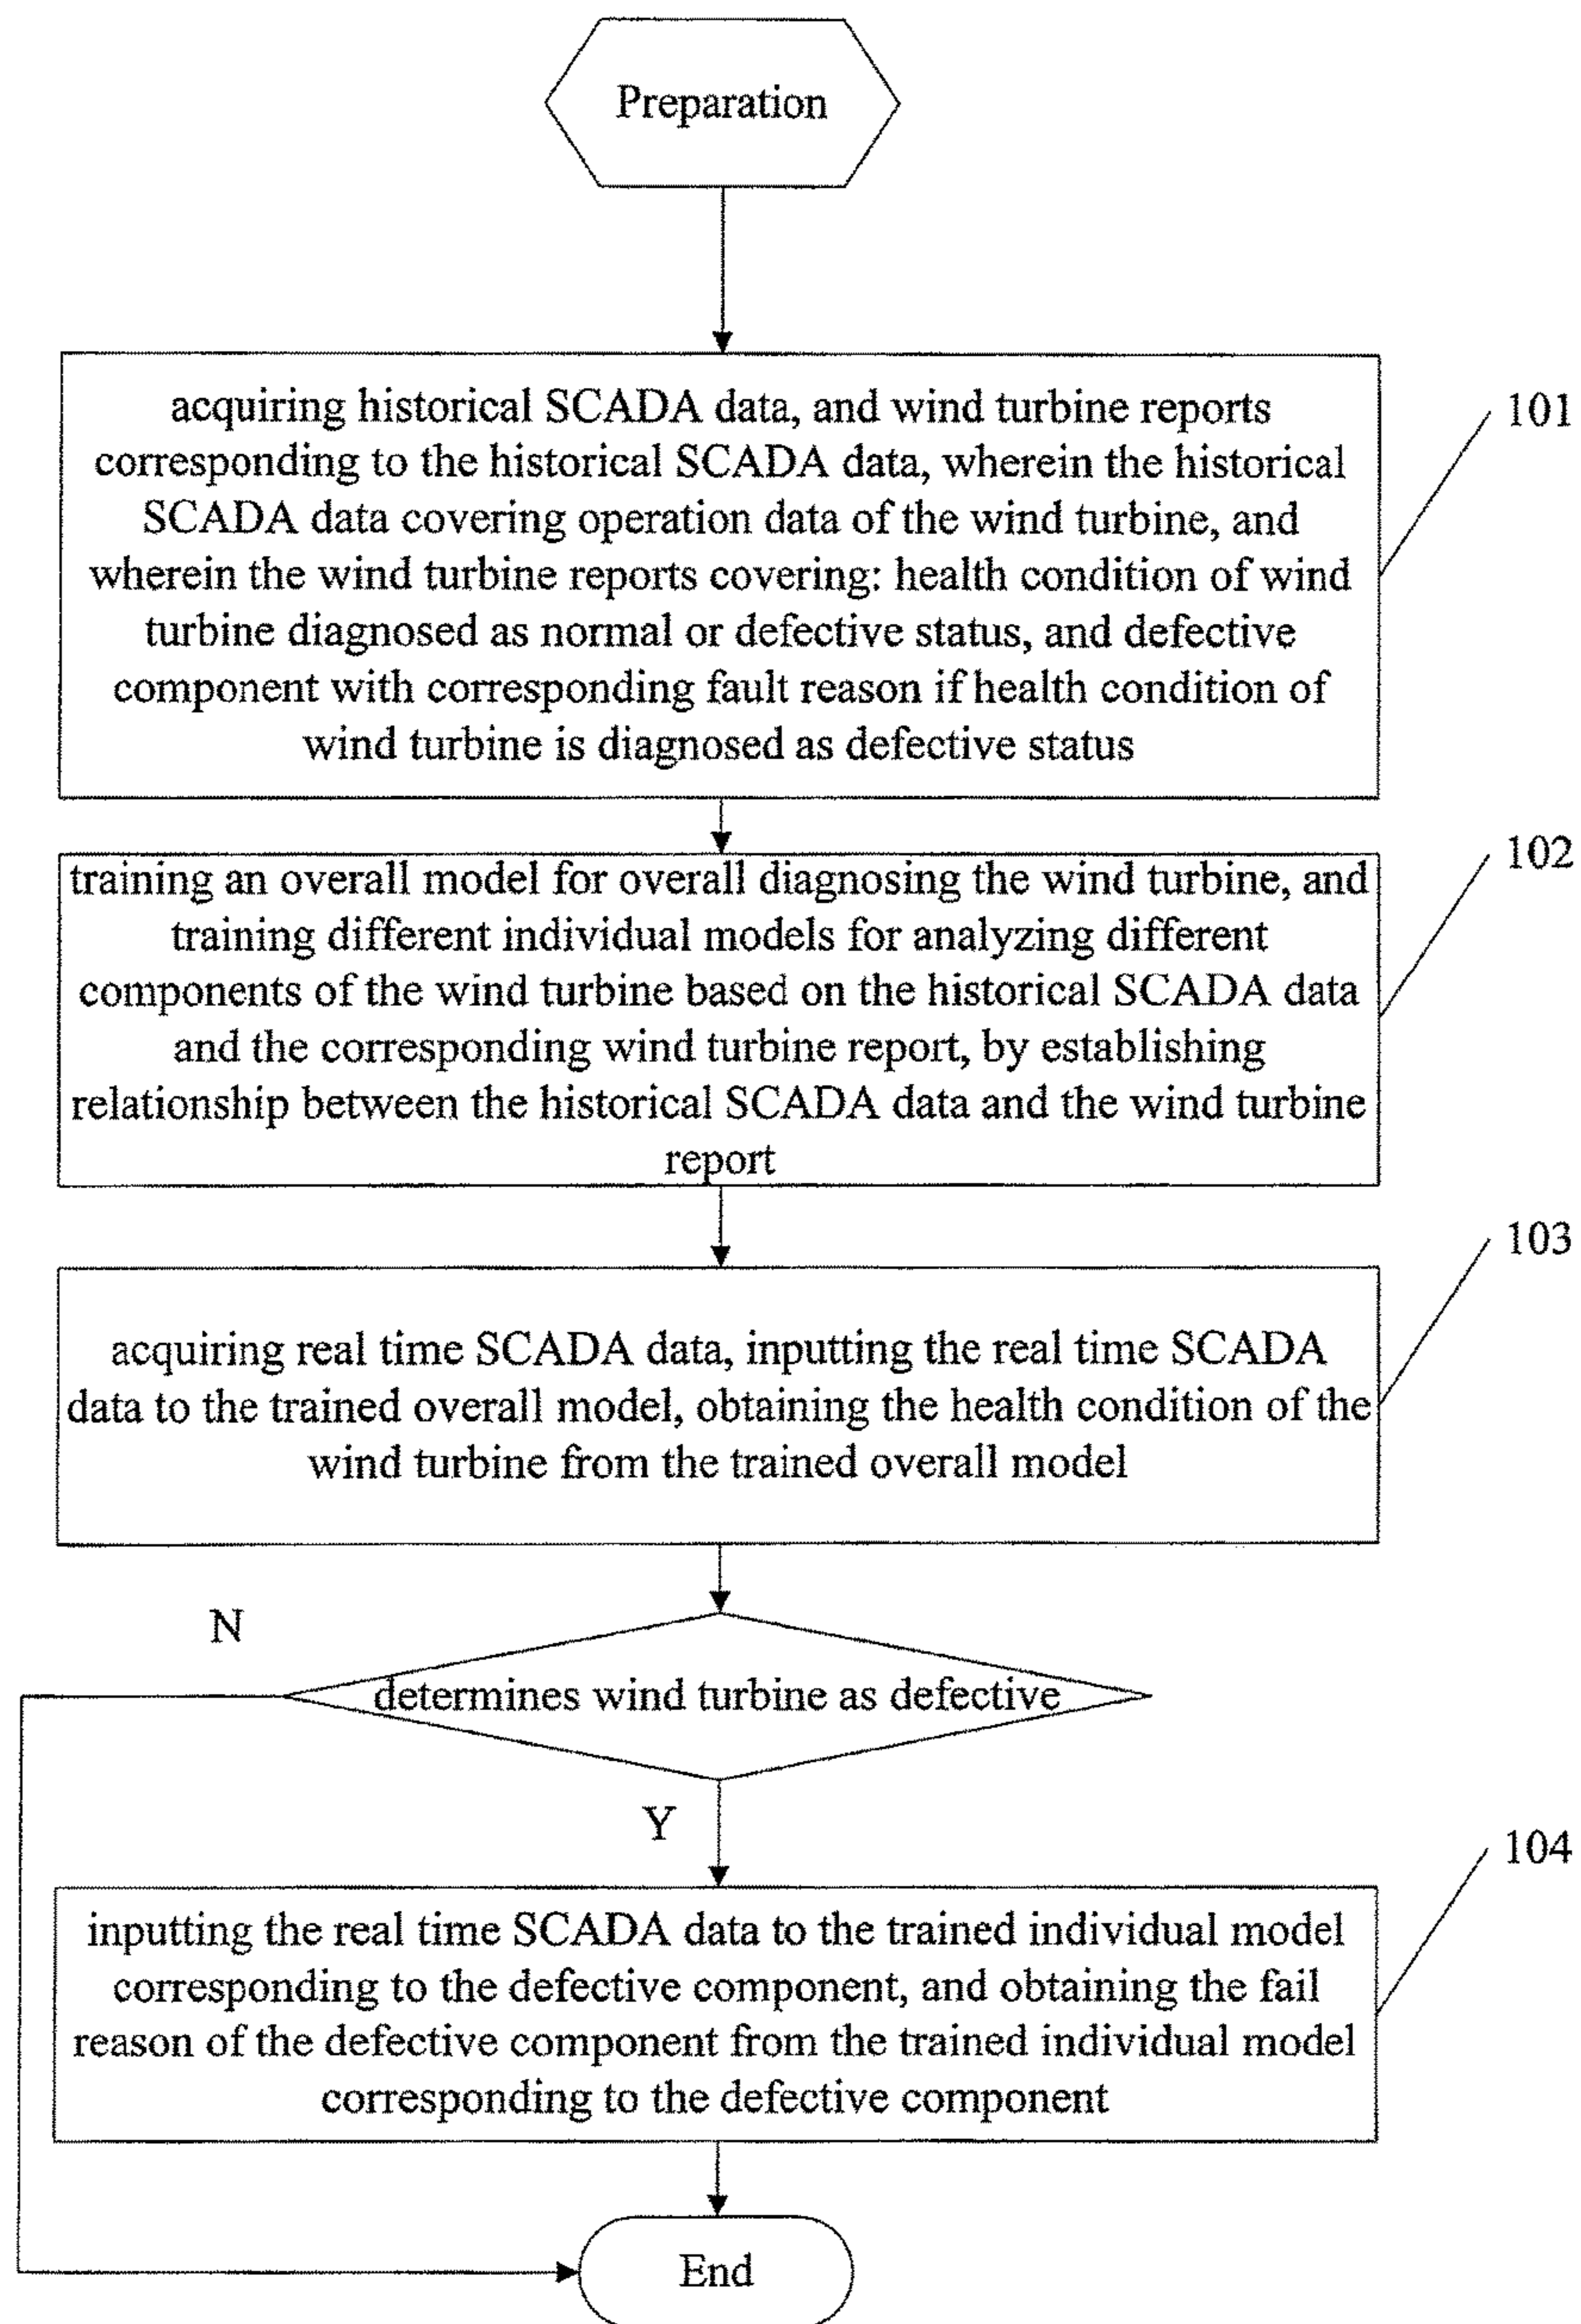 Preparation
acquiring historical SCADA data, and wind turbine reports
corresponding to the historical SCADA data, wherein the historical
SCADA data covering operation data of the wind turbine, and
wherein the wind turbine reports covering: health condition of wind
turbine diagnosed as normal or defective status, and defective
component with corresponding fault reason if health condition of
wind turbine is diagnosed as defective status
101
training an overall model for overall diagnosing the wind turbine, and
training different individual models for analyzing different
components of the wind turbine based on the historical SCADA data
and the corresponding wind turbine report, by establishing
relationship between the historical SCADA data and the wind turbine
report
102
acquiring real time SCADA data, inputting the real time SCADA
data to the trained overall model, obtaining the health condition of the
wind turbine from the trained overall model
103
N
determines wind turbine as defective
Y
inputting the real time SCADA data to the trained individual model
corresponding to the defective component, and obtaining the fail
reason of the defective component from the trained individual model
corresponding to the defective component
104
End